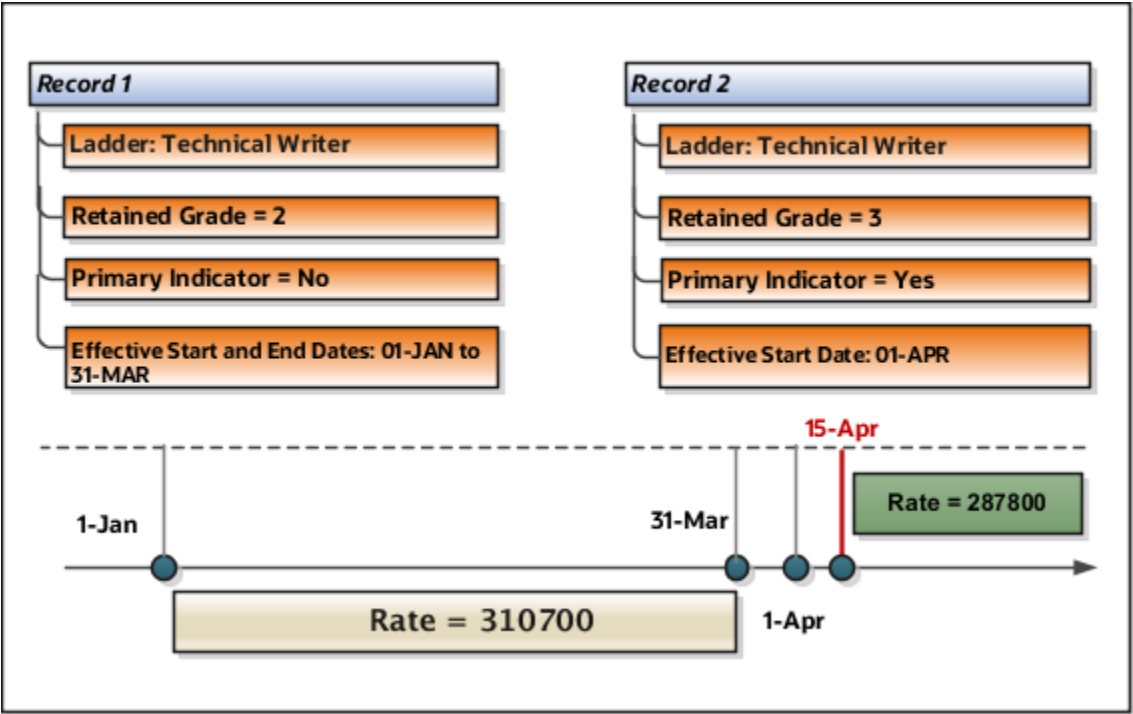 Record 1
Ladder: Technical Writer
Retained Grade = 2
Primary Indicator = No
Effective Start and End Dates: 01-JAN to
31-MAR
Record 2
Ladder: Technical Writer
Retained Grade = 3
Primary Indicator = Yes
Effective Start Date: 01-APR
15-Apr
Rate = 287800
1-Jan
31-Mar
Rate = 310700
1-Apr